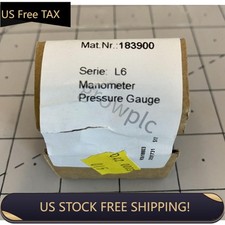 US Free TAX
Mat.Nr.:183900
Serie: L6
Manometer
Pressure Gauge
US STOCK FREE SHIPPING!